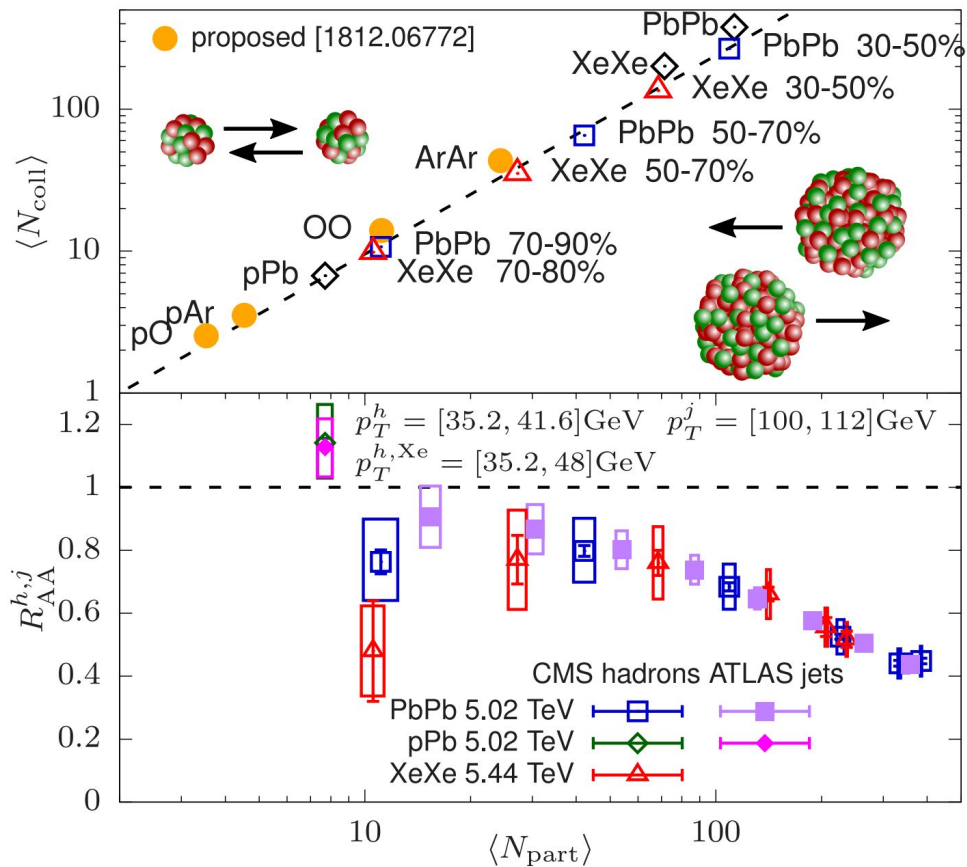 proposed [1812.06772]
PbPb
PbPb 30-50%
XeXe
XeXe 30-50%
100
PbPb 50-70%
ArAr
XeXe 50-70%
⟨N_coll⟩
OO
PbPb 70-90%
10
pPb
XeXe 70-80%
pAr
pO
1
1.2
p_T^h = [35.2, 41.6]GeV p_T^j = [100, 112]GeV
p_T^{h,Xe} = [35.2, 48]GeV
1
0.8
R_AA^{h,j}
0.6
0.4
CMS hadrons ATLAS jets
PbPb 5.02 TeV
0.2
pPb 5.02 TeV
XeXe 5.44 TeV
0
10
100
⟨N_part⟩